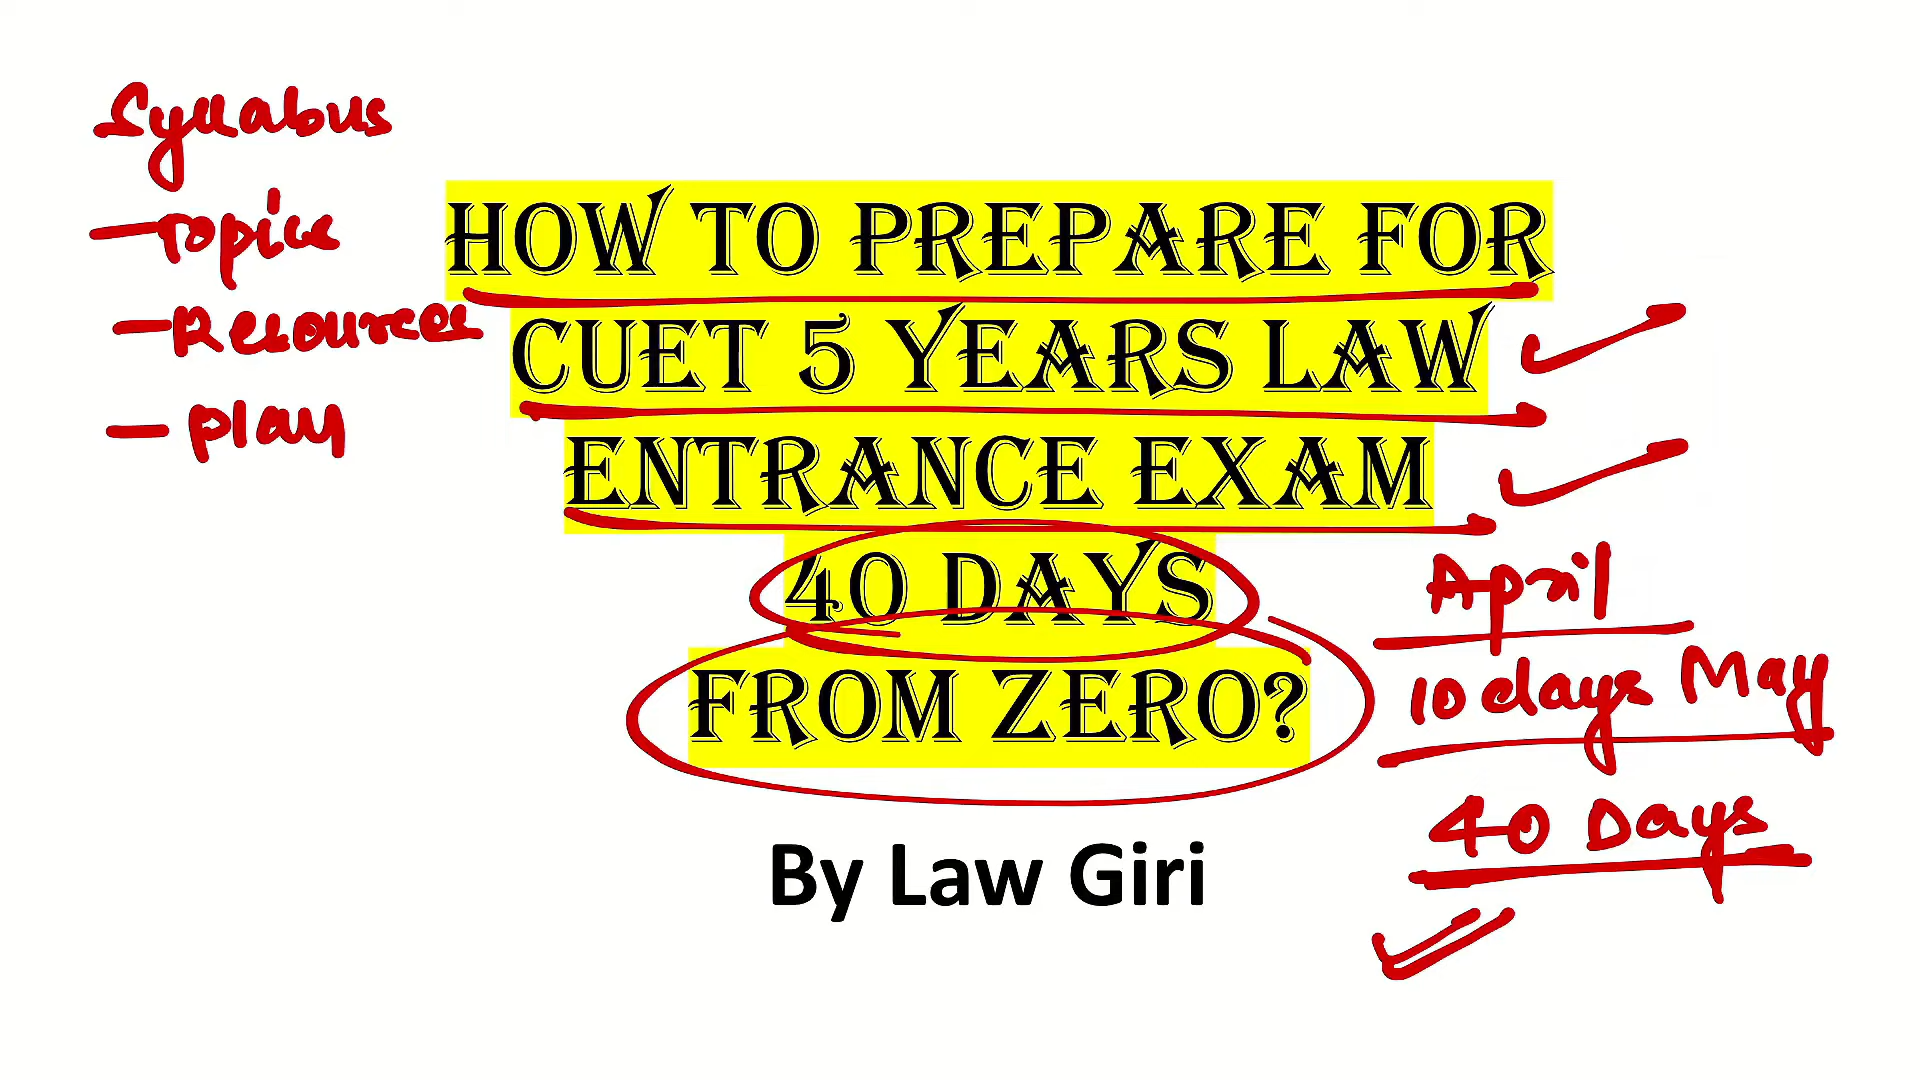 Syllabus
- Topics
- Resources
- Plan
HOW TO PREPARE FOR
CUET 5 YEARS LAW
ENTRANCE EXAM
40 DAYS
FROM ZERO?
By Law Giri
April
10 days May
40 Days